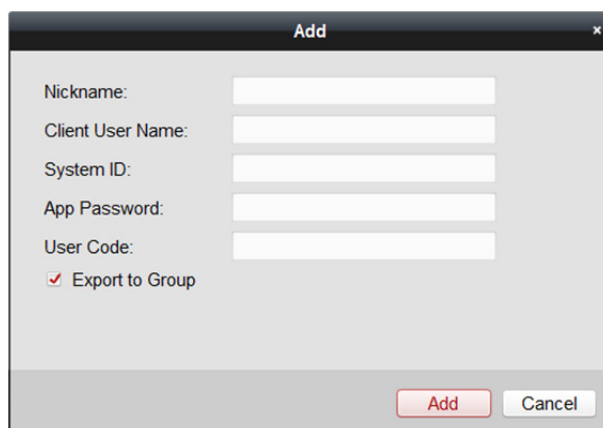 Add
Nickname:
Client User Name:
System ID:
App Password:
User Code:
Export to Group
Add
Cancel